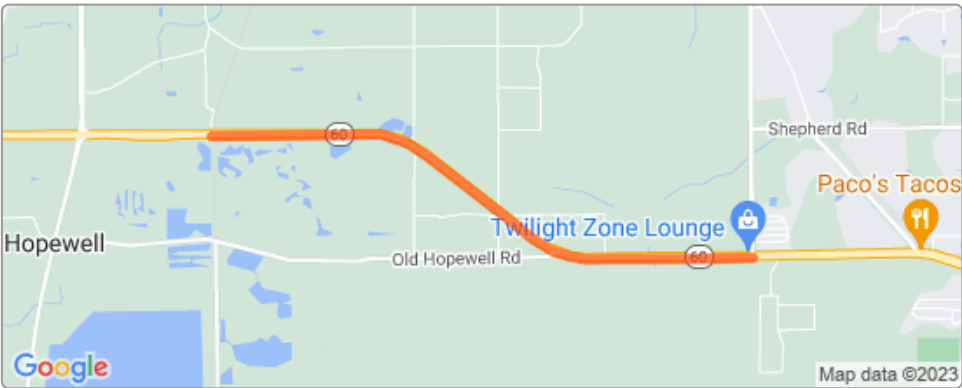 60
Shepherd Rd
Paco's Tacos
Twilight Zone Lounge
Hopewell
Old Hopewell Rd
60
Google
Map data ©2023